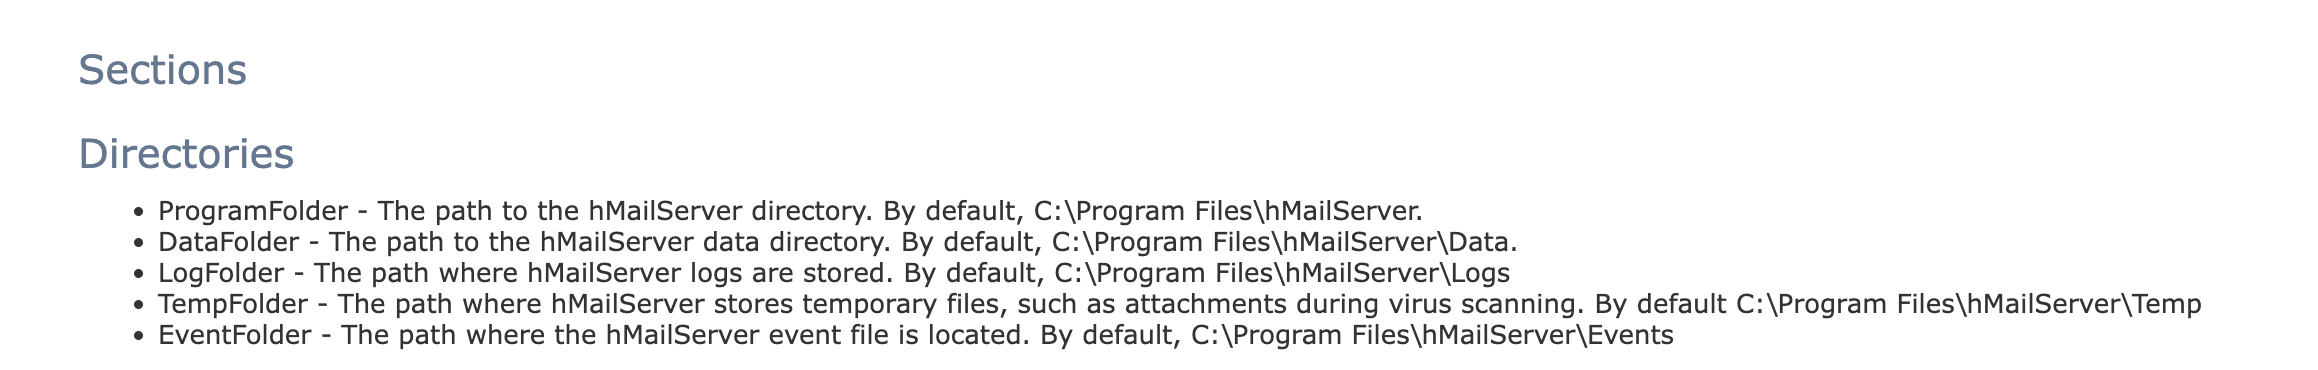 Sections
Directories
• ProgramFolder - The path to the hMailServer directory. By default, C:\Program Files\hMailServer.
• DataFolder - The path to the hMailServer data directory. By default, C:\Program Files\hMailServer\Data.
• LogFolder - The path where hMailServer logs are stored. By default, C:\Program Files\hMailServer\Logs
• TempFolder - The path where hMailServer stores temporary files, such as attachments during virus scanning. By default C:\Program Files\hMailServer\Temp
• EventFolder - The path where the hMailServer event file is located. By default, C:\Program Files\hMailServer\Events